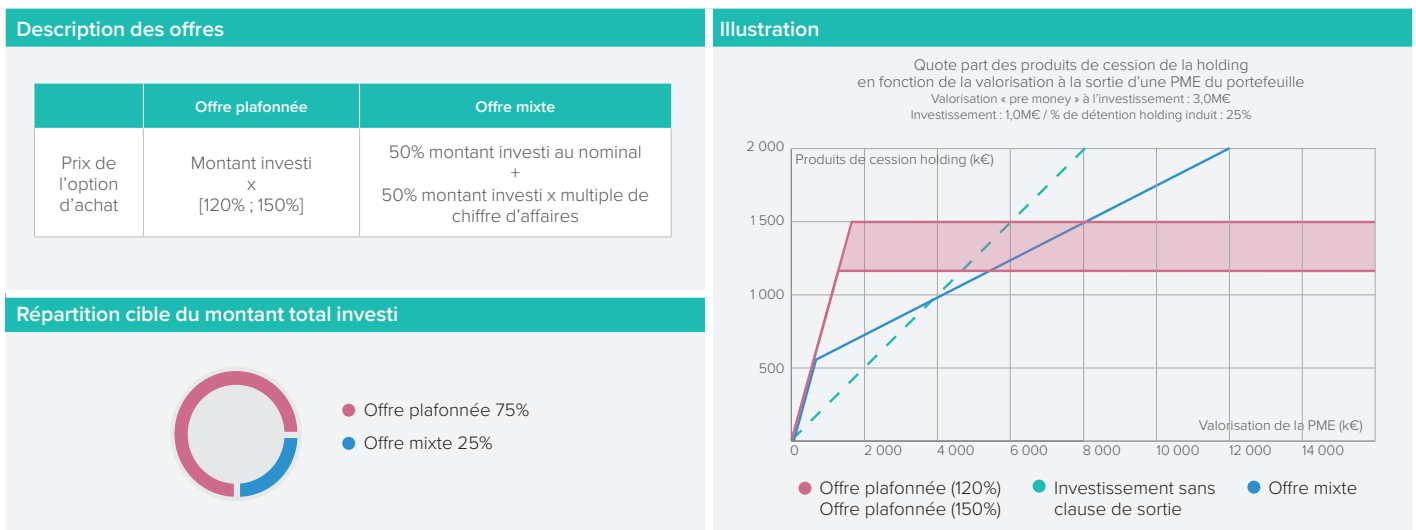 Description des offres
Offre plafonnée
Offre mixte
Prix de
l'option
d'achat
Montant investi
x
[120% ; 150%]
50% montant investi au nominal
+
50% montant investi x multiple de
chiffre d'affaires
Répartition cible du montant total investi
Offre plafonnée 75%
Offre mixte 25%
Illustration
Quote part des produits de cession de la holding
en fonction de la valorisation à la sortie d'une PME du portefeuille
Valorisation « pre money » à l'investissement : 3,0M€
Investissement : 1,0M€ / % de détention holding induit : 25%
Produits de cession holding (k€)
2 000
1 500
1 000
500
Valorisation de la PME (k€)
0
2 000
4 000
6 000
8 000
10 000
12 000
14 000
Offre plafonnée (120%)
Offre plafonnée (150%)
Investissement sans
clause de sortie
Offre mixte